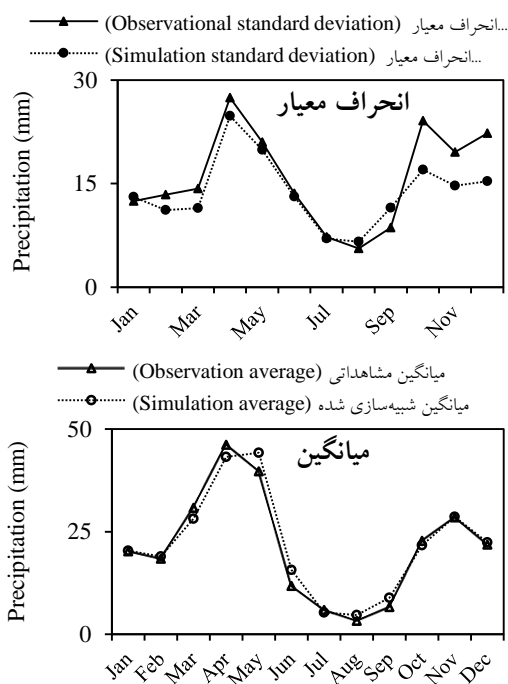 (Observational standard deviation) انحراف معیار...
(Simulation standard deviation) انحراف معیار...
انحراف معیار
Precipitation (mm)
30
15
0
Jan Mar May Jul Sep Nov
(Observation average) میانگین مشاهداتی
(Simulation average) میانگین شبیه‌سازی شده
میانگین
Precipitation (mm)
50
25
0
Jan Feb Mar Apr May Jun Jul Aug Sep Oct Nov Dec